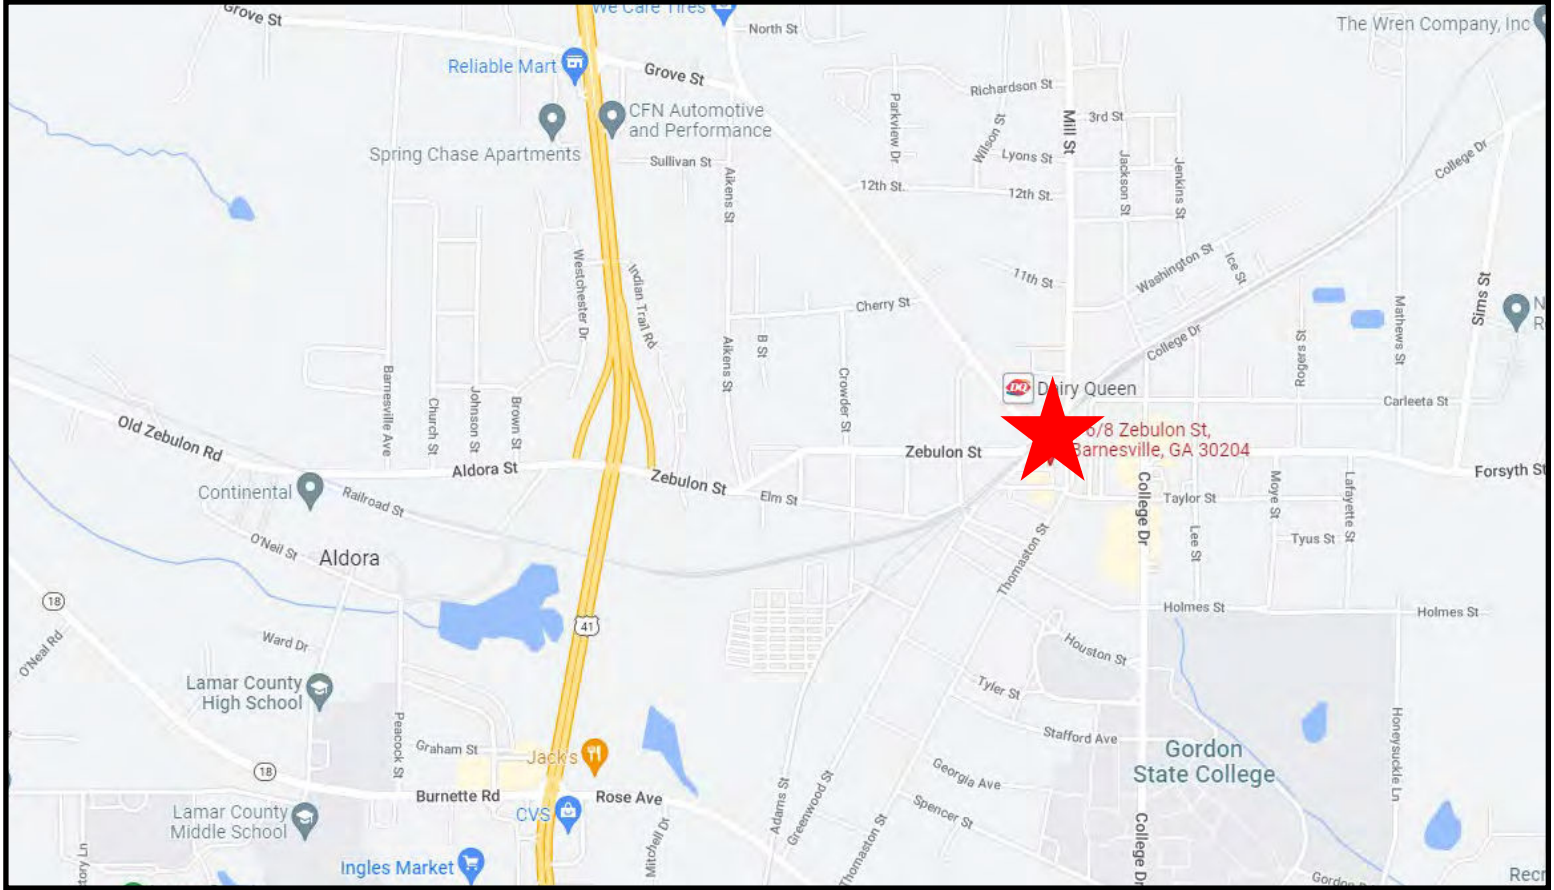 Grove St
We Care Tires
North St
The Wren Company, Inc
Reliable Mart
Grove St
Richardson St
CFN Automotive
and Performance
Parkview Dr
Mill St
3rd St
Wilson St
Spring Chase Apartments
Sullivan St
Lyons St
Jackson St
Jenkins St
College Dr
Aikens St
12th St
12th St
Westchester Dr
Indian Trail Rd
11th St
Washington St
Ice St
Sims St
Mathews St
N
R
Cherry St
B St
Aikens St
College Dr
Rogers St
Barnesville Ave
Church St
Johnson St
Brown St
Crowder St
DQ
Dairy Queen
Carleeta St
Old Zebulon Rd
6/8 Zebulon St,
Barnesville, GA 30204
Zebulon St
Aldora St
Zebulon St
Forsyth St
Continental
Railroad St
Elm St
College Dr
Taylor St
Moye St
Lafayette St
O'Neil St
Aldora
Thomaston St
Lee St
Tyus St
18
41
Holmes St
Holmes St
O'Neal Rd
Ward Dr
Houston St
Lamar County
High School
Tyler St
Peacock St
Graham St
Jack's
Stafford Ave
Gordon
State College
Honeysuckle Ln
18
Burnette Rd
Rose Ave
Georgia Ave
Adams St
Greenwood St
Spencer St
Lamar County
Middle School
CVS
Mitchell Dr
Thomaston St
College Dr
tory Ln
Ingles Market
Gordon
Recr